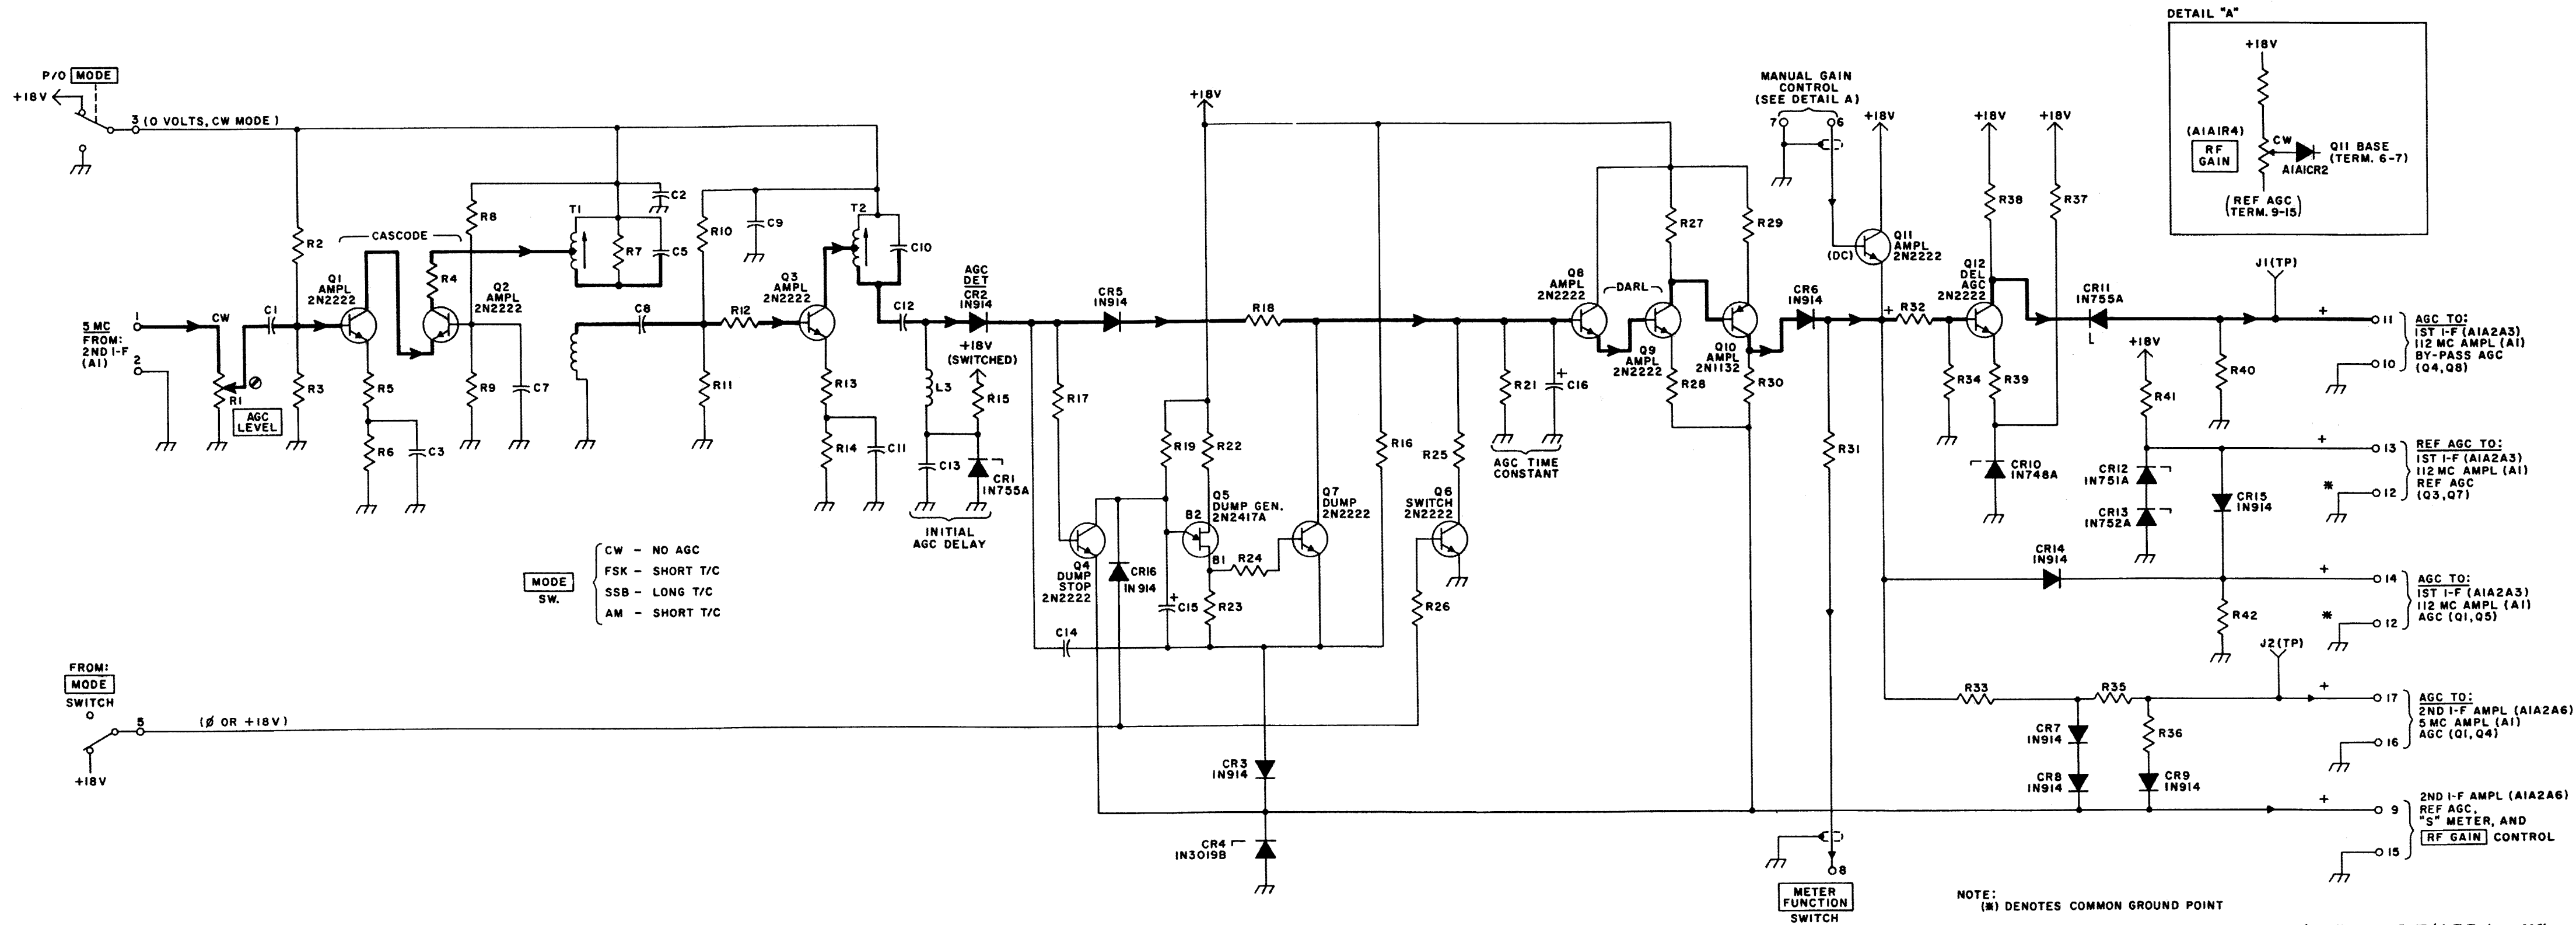 DETAIL "A"
+18V
(A1A1R4)
RF
GAIN
CW
A1A1CR2
Q11 BASE
(TERM. 6-7)
(REF AGC)
(TERM. 9-15)
P/O MODE
+18V
3 (O VOLTS, CW MODE)
1
5 MC
FROM:
2ND I-F
(A1)
2
CW
R1
AGC
LEVEL
C1
R2
R3
CASCODE
Q1
AMPL
2N2222
R5
R6
C3
R4
Q2
AMPL
2N2222
R8
R9
C7
T1
R7
C2
C5
C8
R10
R11
C9
R12
Q3
AMPL
2N2222
R13
R14
C11
T2
C10
C12
AGC
DET
CR2
1N914
+18V
(SWITCHED)
L3
R15
C13
CR1
1N755A
INITIAL
AGC DELAY
CR5
1N914
R17
R18
+18V
R19
R22
Q4
DUMP
STOP
2N2222
CR16
1N914
Q5
DUMP GEN.
2N2417A
B2
B1
R24
C15
+
R23
C14
Q7
DUMP
2N2222
R16
R25
Q6
SWITCH
2N2222
R26
R21
C16
+
AGC TIME
CONSTANT
CR3
1N914
CR4
1N3019B
MODE
SW.
CW – NO AGC
FSK – SHORT T/C
SSB – LONG T/C
AM – SHORT T/C
FROM:
MODE
SWITCH
5
(Ø OR +18V)
+18V
Q8
AMPL
2N2222
DARL
Q9
AMPL
2N2222
R27
R28
R29
Q10
AMPL
2N1132
R30
CR6
1N914
MANUAL GAIN
CONTROL
(SEE DETAIL A)
7
6
+18V
(DC)
Q11
AMPL
2N2222
R31
8
METER
FUNCTION
SWITCH
+
R32
R34
+18V
R38
+18V
R37
Q12
DEL
AGC
2N2222
R39
CR10
1N748A
CR11
1N755A
L
J1(TP)
R40
+18V
R41
CR12
1N751A
CR13
1N752A
CR15
1N914
CR14
1N914
R42
J2(TP)
R33
R35
R36
CR7
1N914
CR8
1N914
CR9
1N914
+
11
10
AGC TO:
1ST I-F (A1A2A3)
112 MC AMPL (A1)
BY-PASS AGC
(Q4,Q8)
+
13
*
12
REF AGC TO:
1ST I-F (A1A2A3)
112 MC AMPL (A1)
REF AGC
(Q3,Q7)
+
14
*
12
AGC TO:
1ST I-F (A1A2A3)
112 MC AMPL (A1)
AGC (Q1,Q5)
+
17
16
AGC TO:
2ND I-F AMPL (A1A2A6)
5 MC AMPL (A1)
AGC (Q1,Q4)
+
9
15
2ND I-F AMPL (A1A2A6)
REF AGC,
"S" METER, AND
RF GAIN CONTROL
NOTE:
(*) DENOTES COMMON GROUND POINT